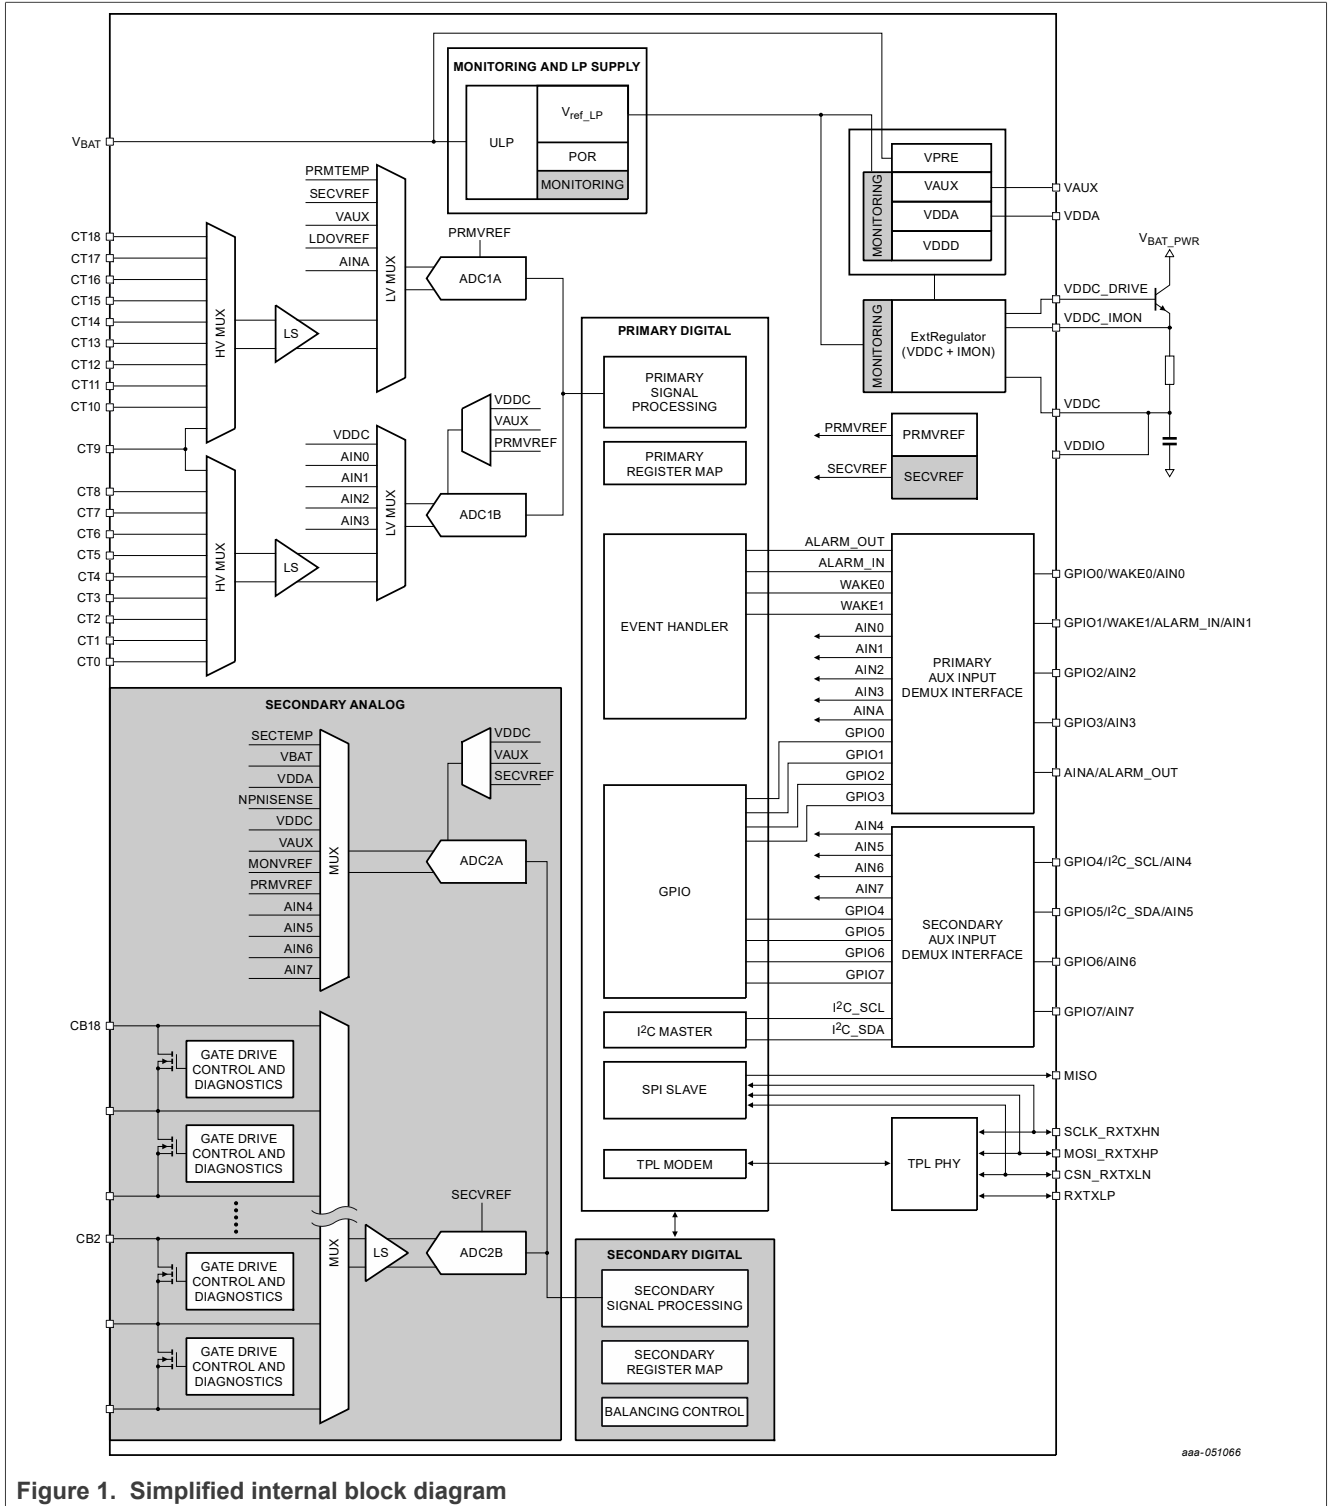 MONITORING AND LP SUPPLY
ULP
Vref_LP
POR
MONITORING
VBAT
PRMTEMP
SECVREF
VAUX
LDOVREF
AINA
LV MUX
PRMVREF
ADC1A
CT18
CT17
CT16
CT15
CT14
CT13
CT12
CT11
CT10
CT9
HV MUX
LS
CT8
CT7
CT6
CT5
CT4
CT3
CT2
CT1
CT0
HV MUX
LS
VDDC
AIN0
AIN1
AIN2
AIN3
LV MUX
VDDC
VAUX
PRMVREF
ADC1B
MONITORING
VPRE
VAUX
VDDA
VDDD
VAUX
VDDA
VBAT_PWR
MONITORING
ExtRegulator
(VDDC + IMON)
VDDC_DRIVE
VDDC_IMON
VDDC
VDDIO
PRMVREF
PRMVREF
SECVREF
SECVREF
PRIMARY DIGITAL
PRIMARY
SIGNAL
PROCESSING
PRIMARY
REGISTER MAP
EVENT HANDLER
GPIO
I2C MASTER
SPI SLAVE
TPL MODEM
ALARM_OUT
ALARM_IN
WAKE0
WAKE1
AIN0
AIN1
AIN2
AIN3
AINA
GPIO0
GPIO1
GPIO2
GPIO3
PRIMARY
AUX INPUT
DEMUX INTERFACE
GPIO0/WAKE0/AIN0
GPIO1/WAKE1/ALARM_IN/AIN1
GPIO2/AIN2
GPIO3/AIN3
AINA/ALARM_OUT
AIN4
AIN5
AIN6
AIN7
GPIO4
GPIO5
GPIO6
GPIO7
I2C_SCL
I2C_SDA
SECONDARY
AUX INPUT
DEMUX INTERFACE
GPIO4/I2C_SCL/AIN4
GPIO5/I2C_SDA/AIN5
GPIO6/AIN6
GPIO7/AIN7
TPL PHY
MISO
SCLK_RXTXHN
MOSI_RXTXHP
CSN_RXTXLN
RXTXLP
SECONDARY ANALOG
SECTEMP
VBAT
VDDA
NPNISENSE
VDDC
VAUX
MONVREF
PRMVREF
AIN4
AIN5
AIN6
AIN7
MUX
VDDC
VAUX
SECVREF
ADC2A
CB18
GATE DRIVE
CONTROL AND
DIAGNOSTICS
GATE DRIVE
CONTROL AND
DIAGNOSTICS
CB2
GATE DRIVE
CONTROL AND
DIAGNOSTICS
GATE DRIVE
CONTROL AND
DIAGNOSTICS
MUX
LS
SECVREF
ADC2B
SECONDARY DIGITAL
SECONDARY
SIGNAL PROCESSING
SECONDARY
REGISTER MAP
BALANCING CONTROL
aaa-051066
Figure 1. Simplified internal block diagram